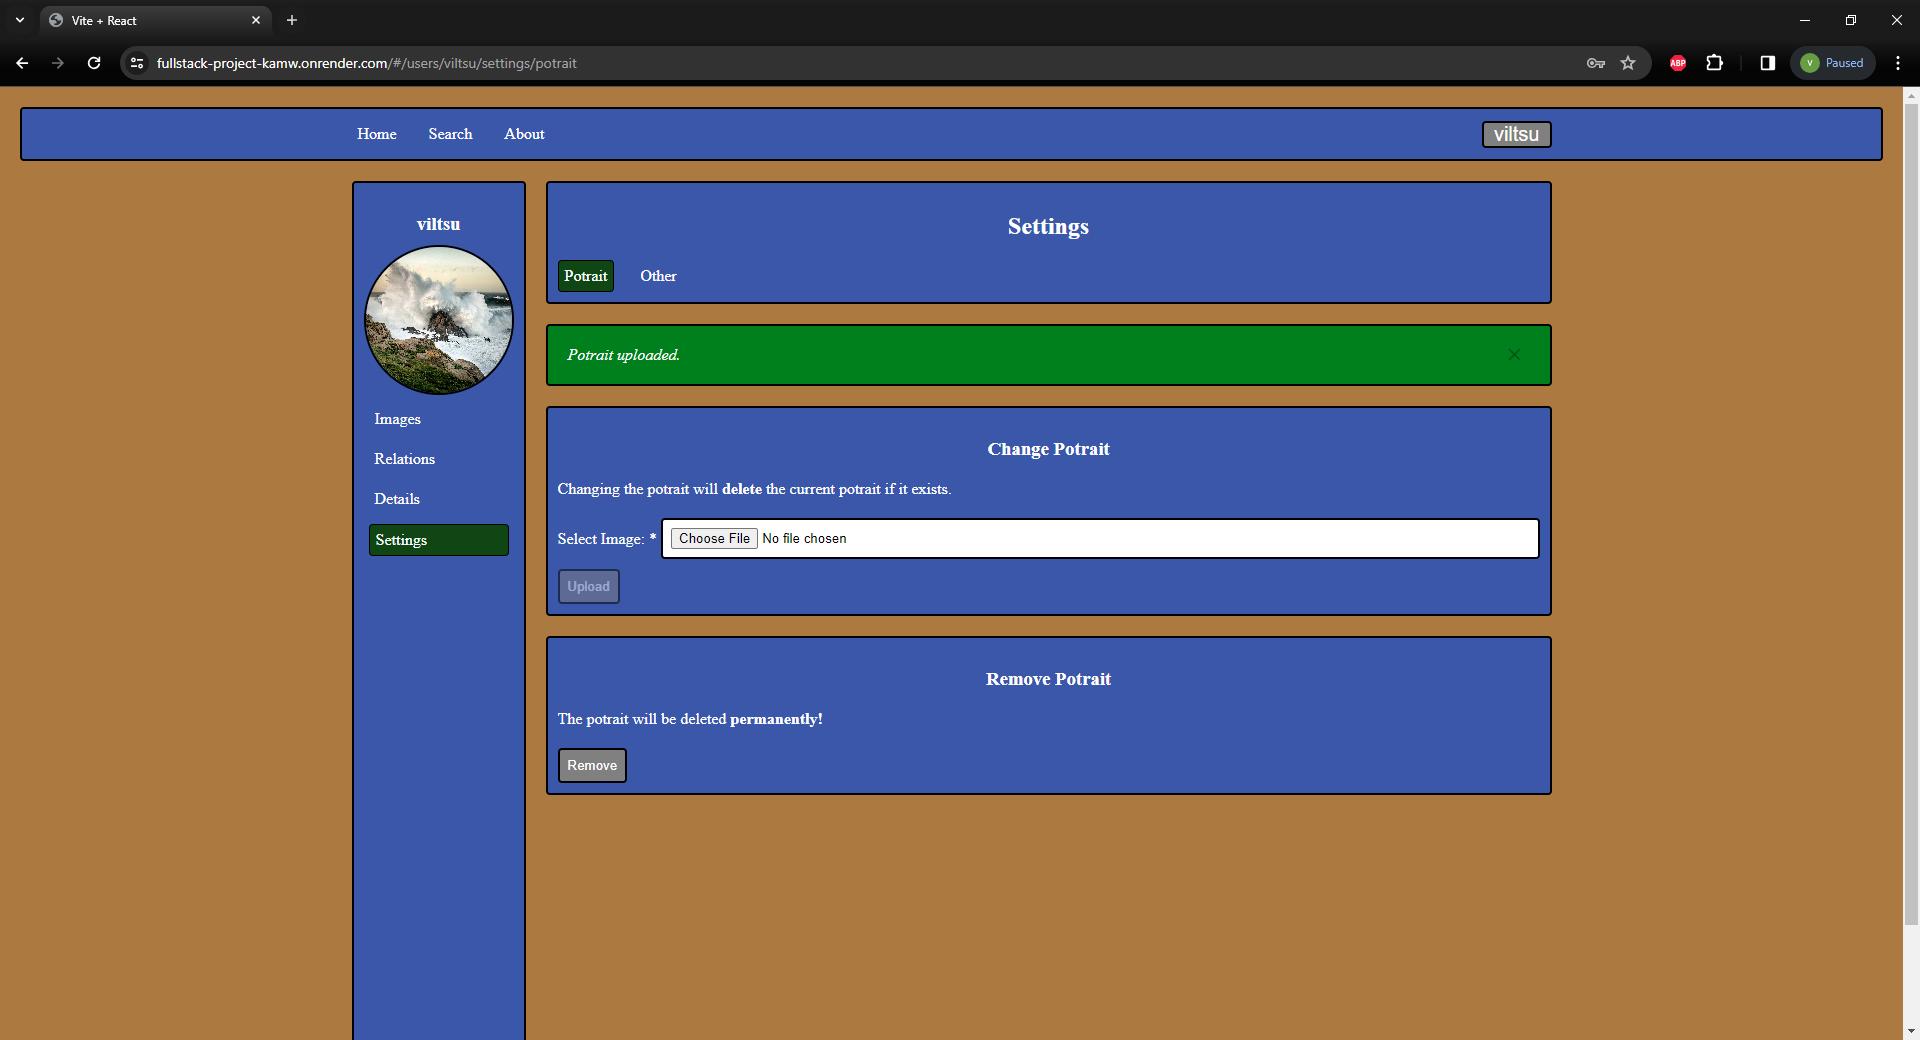 Vite + React
fullstack-project-kamw.onrender.com/#/users/viltsu/settings/potrait
ABP
V Paused
Home Search About viltsu
viltsu
Images
Relations
Details
Settings
Settings
Potrait Other
Potrait uploaded.
Change Potrait
Changing the potrait will delete the current potrait if it exists.
Select Image: * Choose File No file chosen
Upload
Remove Potrait
The potrait will be deleted permanently!
Remove